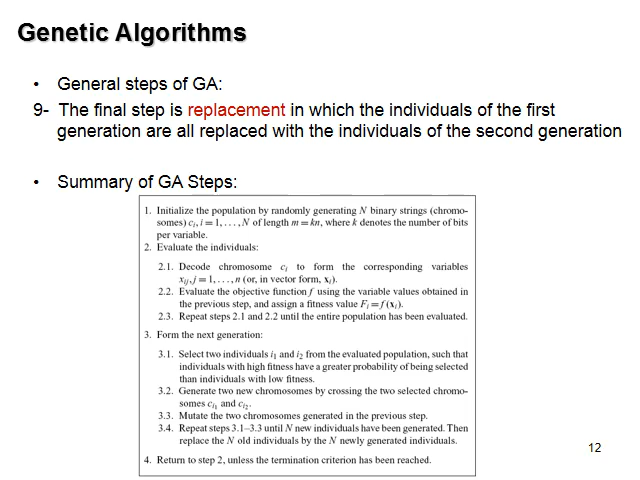 Genetic Algorithms
• General steps of GA:
9- The final step is replacement in which the individuals of the first
generation are all replaced with the individuals of the second generation
• Summary of GA Steps:
1. Initialize the population by randomly generating N binary strings (chromo-
somes) cᵢ, i = 1, . . . , N of length m = kn, where k denotes the number of bits
per variable.
2. Evaluate the individuals:
2.1. Decode chromosome cᵢ to form the corresponding variables
xᵢⱼ, j = 1, . . . , n (or, in vector form, xᵢ).
2.2. Evaluate the objective function f using the variable values obtained in
the previous step, and assign a fitness value Fᵢ = f(xᵢ).
2.3. Repeat steps 2.1 and 2.2 until the entire population has been evaluated.
3. Form the next generation:
3.1. Select two individuals i₁ and i₂ from the evaluated population, such that
individuals with high fitness have a greater probability of being selected
than individuals with low fitness.
3.2. Generate two new chromosomes by crossing the two selected chromo-
somes cᵢ₁ and cᵢ₂.
3.3. Mutate the two chromosomes generated in the previous step.
3.4. Repeat steps 3.1–3.3 until N new individuals have been generated. Then
replace the N old individuals by the N newly generated individuals.
4. Return to step 2, unless the termination criterion has been reached.
12